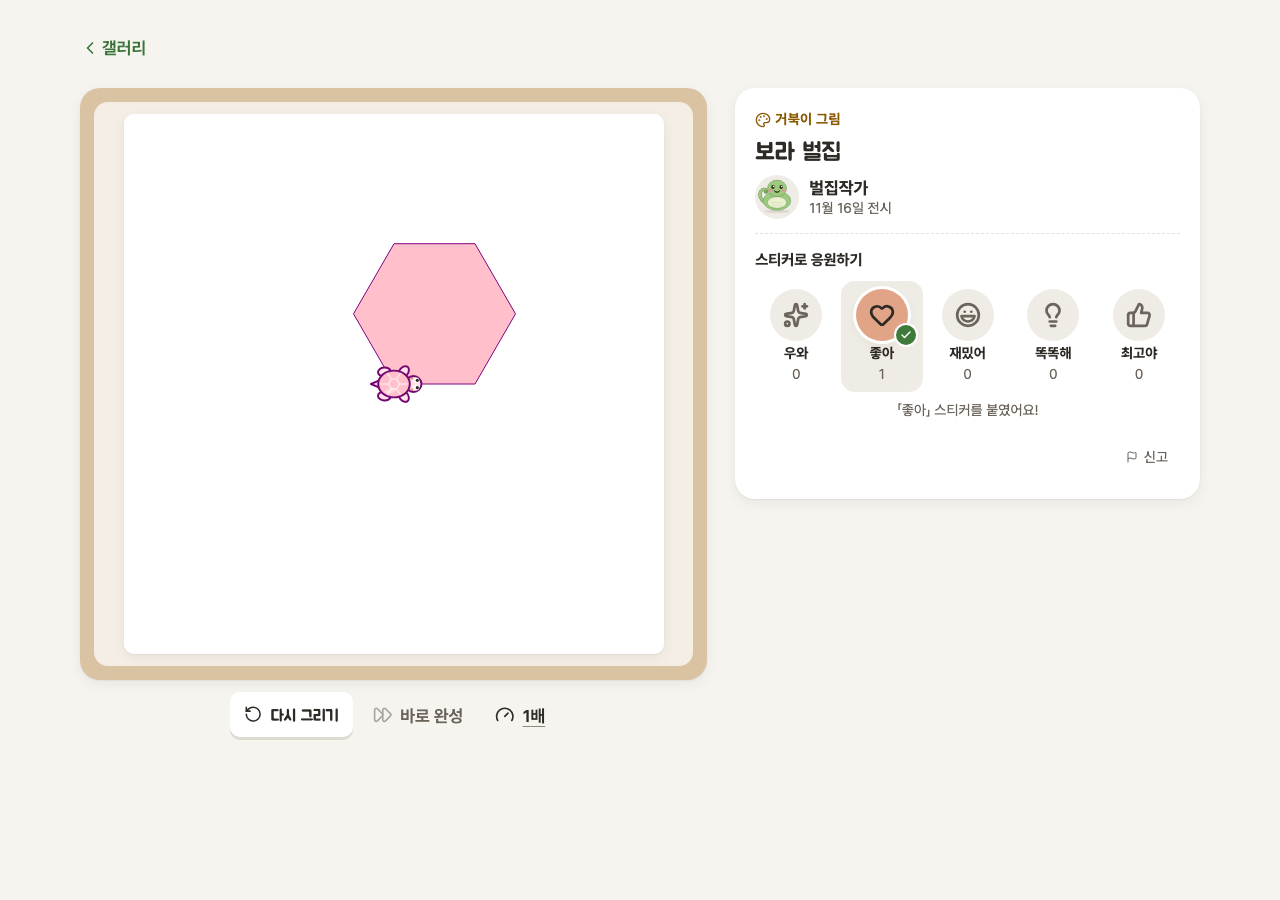 갤러리
거북이 그림
보라 벌집
벌집작가
11월 16일 전시
스티커로 응원하기
우와
0
좋아
1
재밌어
0
똑똑해
0
최고야
0
「좋아」 스티커를 붙였어요!
신고
다시 그리기
바로 완성
1배